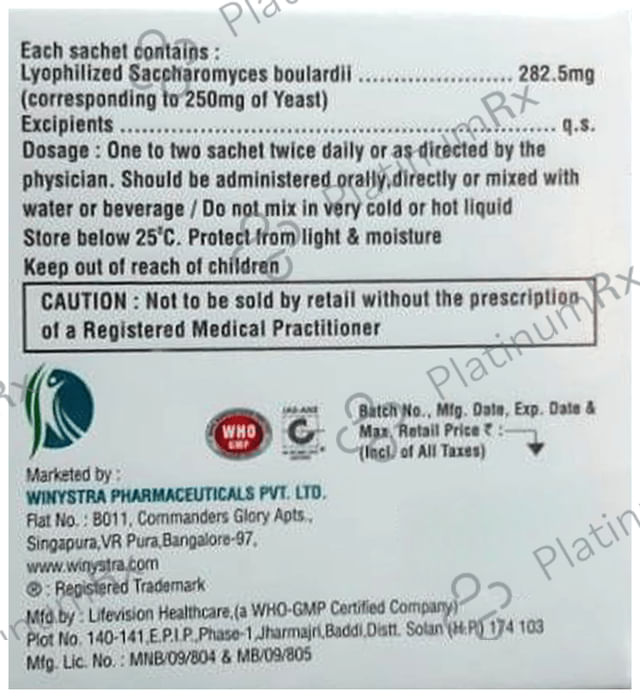 Each sachet contains :
Lyophilized Saccharomyces boulardii ...................... 282.5mg
(corresponding to 250mg of Yeast)
Excipients ............................................................... q.s.
Dosage : One to two sachet twice daily or as directed by the
physician. Should be administered orally,directly or mixed with
water or beverage / Do not mix in very cold or hot liquid
Store below 25°C. Protect from light & moisture
Keep out of reach of children
CAUTION : Not to be sold by retail without the prescription
of a Registered Medical Practitioner
WHO
GMP
Batch No., Mfg. Date, Exp. Date &
Max. Retail Price ₹ :
(Incl. of All Taxes)
Marketed by :
WINYSTRA PHARMACEUTICALS PVT. LTD.
Flat No. : B011, Commanders Glory Apts.,
Singapura,VR Pura,Bangalore-97,
www.winystra.com
® : Registered Trademark
Mfd.by : Lifevision Healthcare,(a WHO-GMP Certified Company)
Plot No. 140-141,E.P.I.P.,Phase-1,Jharmajri,Baddi,Distt. Solan (H.P.) 174 103
Mfg. Lic. No. : MNB/09/804 & MB/09/805
PlatinumRx